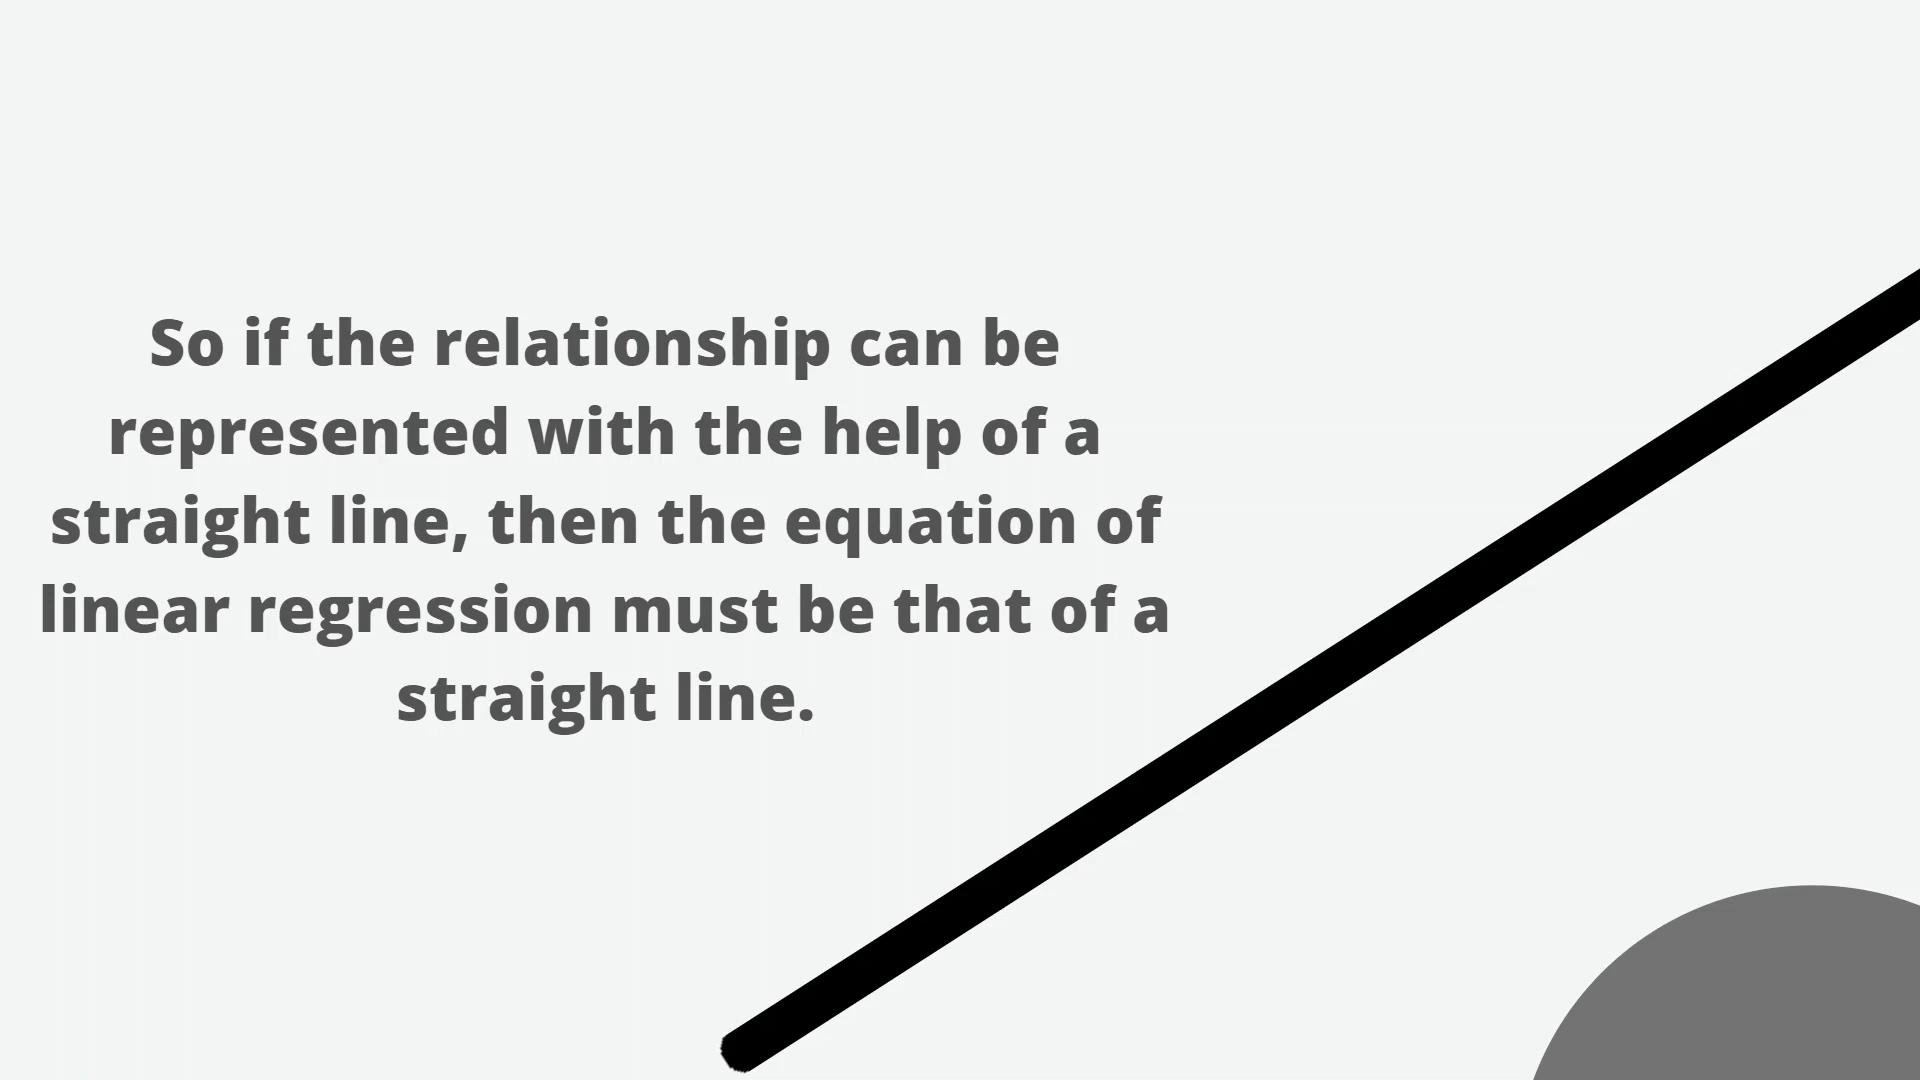 So if the relationship can be
represented with the help of a
straight line, then the equation of
linear regression must be that of a
straight line.